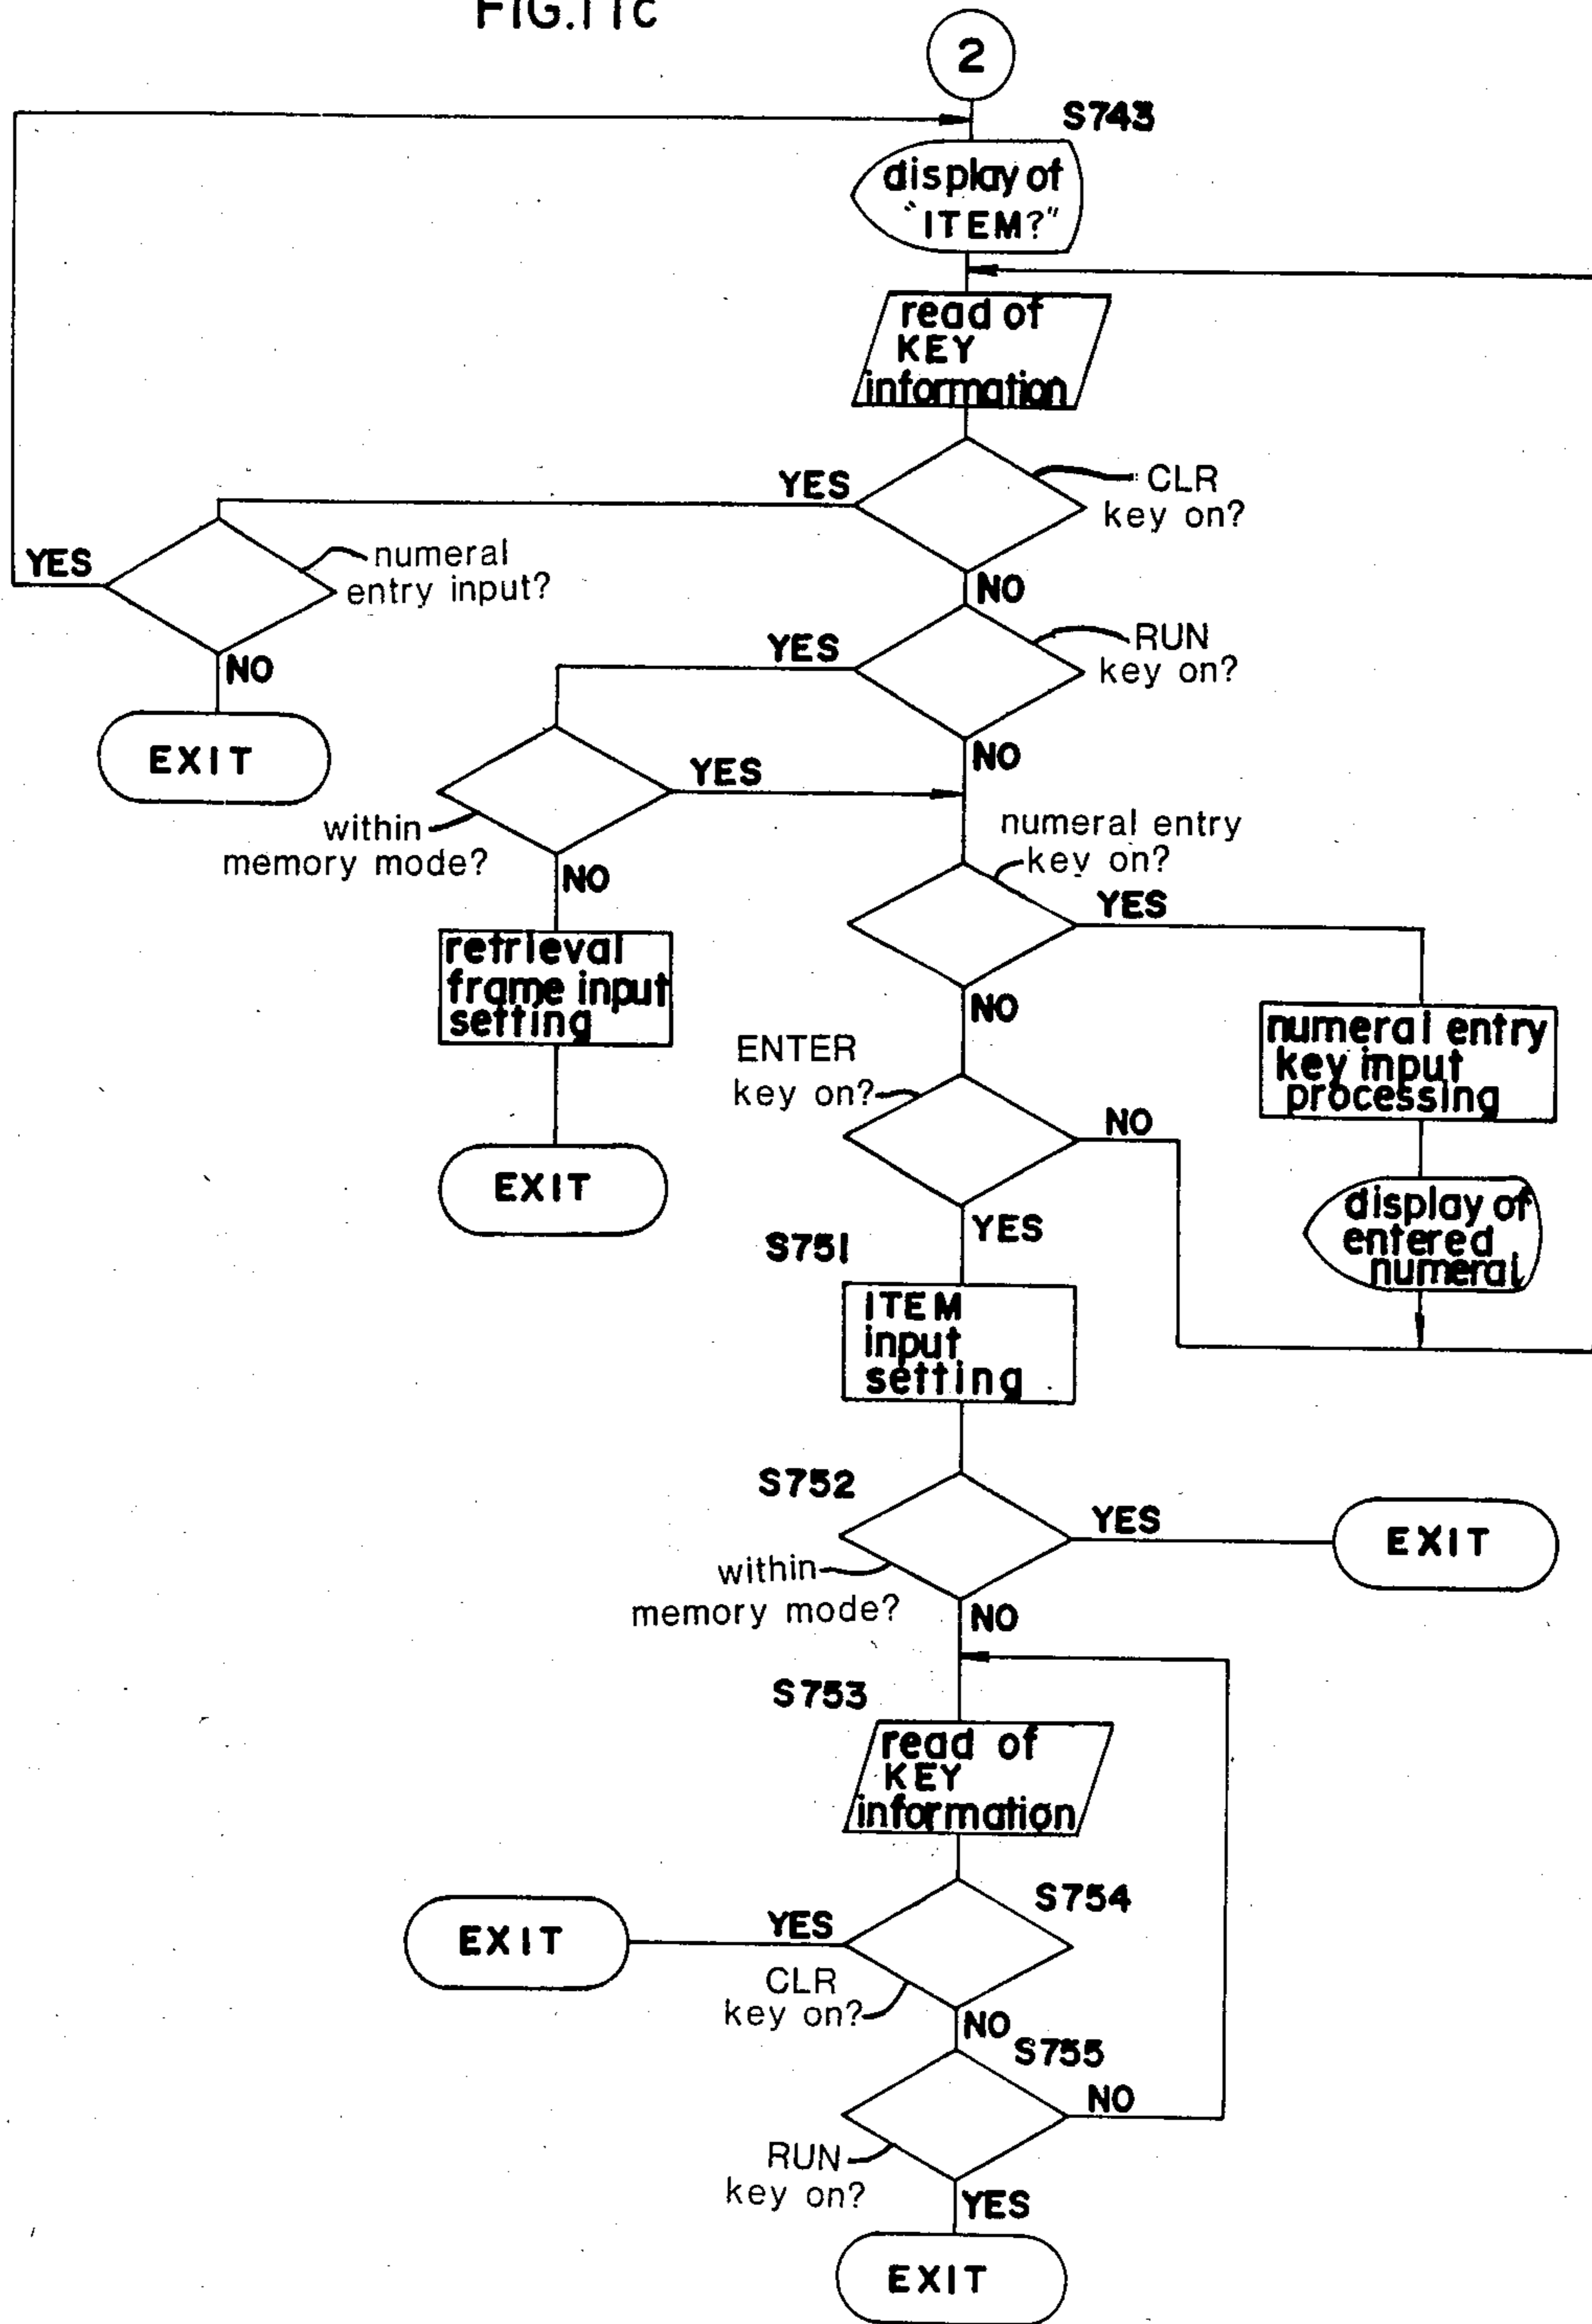 FIG.11c
2
S743
display of
"ITEM?"
read of
KEY
information
YES
CLR
key on?
YES
numeral
entry input?
NO
NO
EXIT
YES
RUN
key on?
NO
YES
within
memory mode?
NO
numeral entry
key on?
YES
retrieval
frame input
setting
NO
numeral entry
key input
processing
ENTER
key on?
NO
EXIT
display of
entered
numeral
YES
S751
ITEM
input
setting
S752
YES
EXIT
within
memory mode?
NO
S753
read of
KEY
information
S754
EXIT
YES
CLR
key on?
NO
S755
NO
RUN
key on?
YES
EXIT